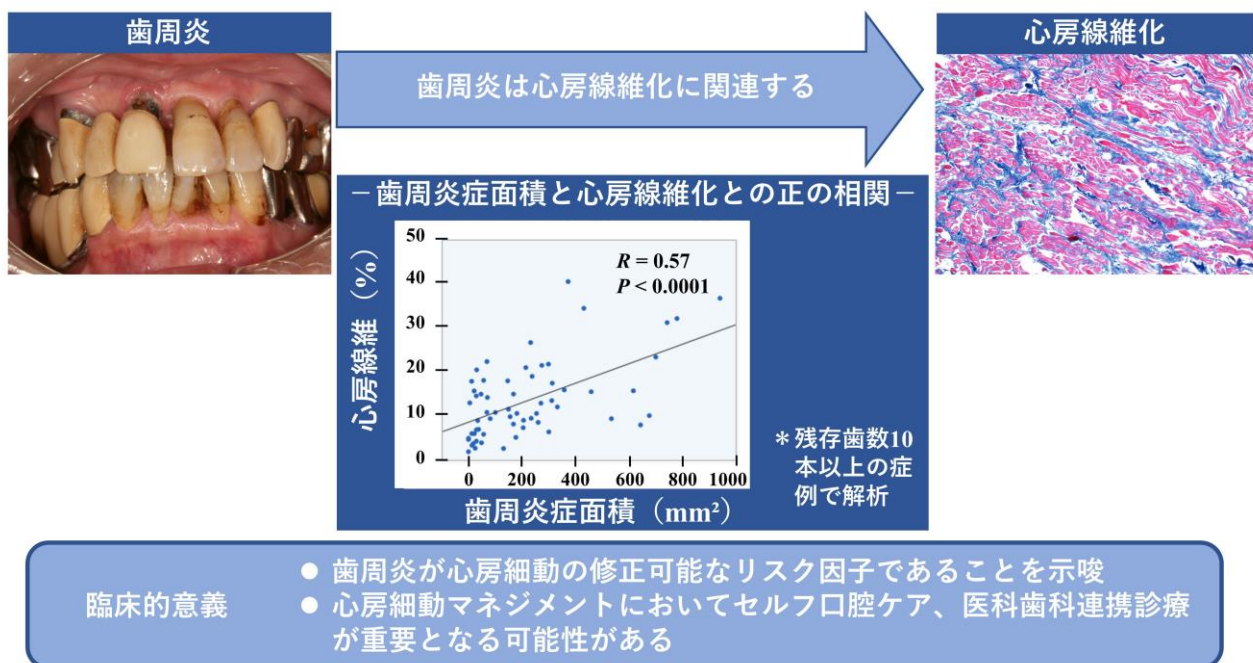 歯周炎
歯周炎は心房線維化に関連する
心房線維化
－歯周炎症面積と心房線維化との正の相関－
心房線維（%）
50
40
30
20
10
0
R = 0.57
P < 0.0001
0 200 400 600 800 1000
歯周炎症面積（mm²）
＊残存歯数10
本以上の症
例で解析
臨床的意義
● 歯周炎が心房細動の修正可能なリスク因子であることを示唆
● 心房細動マネジメントにおいてセルフ口腔ケア、医科歯科連携診療
が重要となる可能性がある